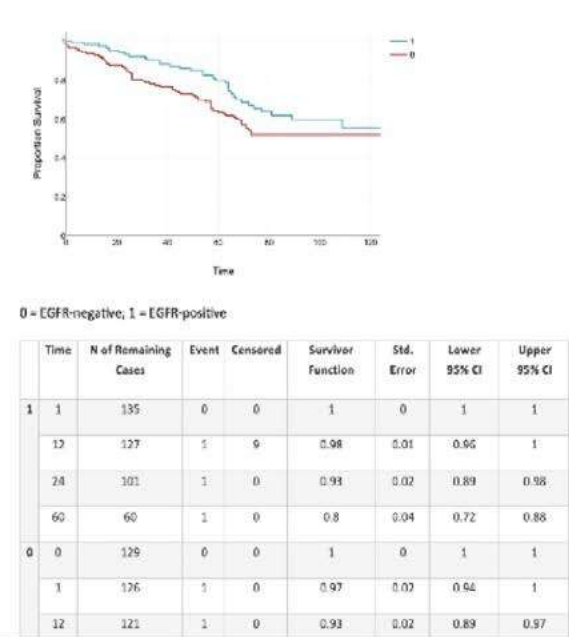 1
0
Proportion Survival
1
0.8
0.6
0.4
0.2
0
0 20 40 60 80 100 120
Time
0 = EGFR-negative; 1 = EGFR-positive
Time N of Remaining Cases Event Censored Survivor Function Std. Error Lower 95% CI Upper 95% CI
1 1 135 0 0 1 0 1 1
12 127 1 9 0.98 0.01 0.96 1
24 101 1 0 0.93 0.02 0.89 0.98
60 60 1 0 0.8 0.04 0.72 0.88
0 0 129 0 0 1 0 1 1
1 126 1 0 0.97 0.02 0.94 1
12 121 1 0 0.93 0.02 0.89 0.97